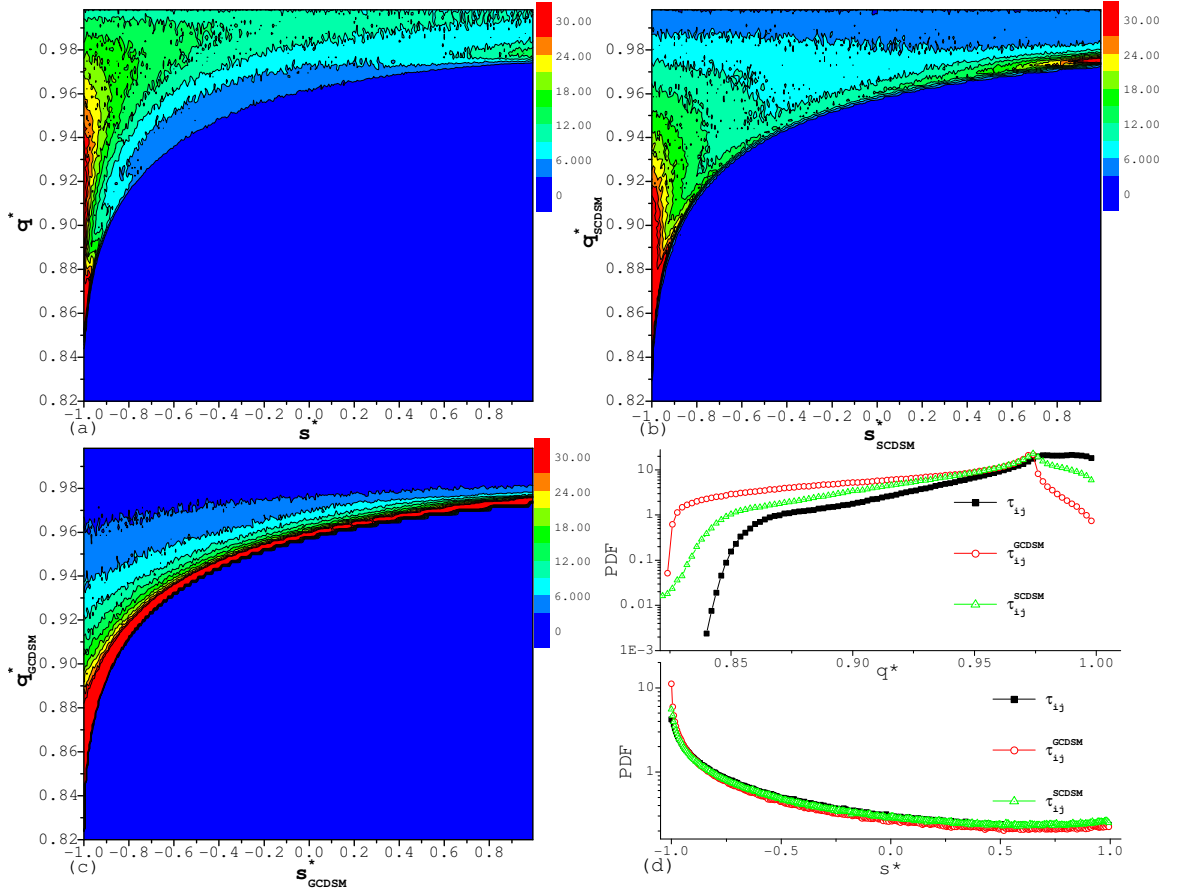 30.00
24.00
18.00
12.00
6.000
0
0.98
0.96
0.94
0.92
0.90
0.88
0.86
0.84
0.82
q*
-1.0 -0.8 -0.6 -0.4 -0.2 0.0 0.2 0.4 0.6 0.8
(a)
s*
30.00
24.00
18.00
12.00
6.000
0
0.98
0.96
0.94
0.92
0.90
0.88
0.86
0.84
0.82
q*SCDSM
-1.0 -0.8 -0.6 -0.4 -0.2 0.0 0.2 0.4 0.6 0.8
(b)
s*SCDSM
30.00
24.00
18.00
12.00
6.000
0
0.98
0.96
0.94
0.92
0.90
0.88
0.86
0.84
0.82
q*GCDSM
-1.0 -0.8 -0.6 -0.4 -0.2 0.0 0.2 0.4 0.6 0.8
(c)
s*GCDSM
10
1
0.1
0.01
1E-3
PDF
τij
τijGCDSM
τijSCDSM
0.85 0.90 0.95 1.00
q*
10
1
PDF
τij
τijGCDSM
τijSCDSM
-1.0 -0.5 0.0 0.5 1.0
(d)
s*